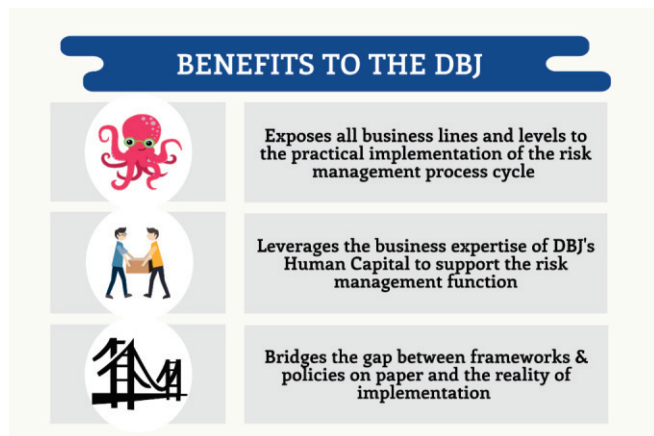 BENEFITS TO THE DBJ
Exposes all business lines and levels to
the practical implementation of the risk
management process cycle
Leverages the business expertise of DBJ's
Human Capital to support the risk
management function
Bridges the gap between frameworks &
policies on paper and the reality of
implementation